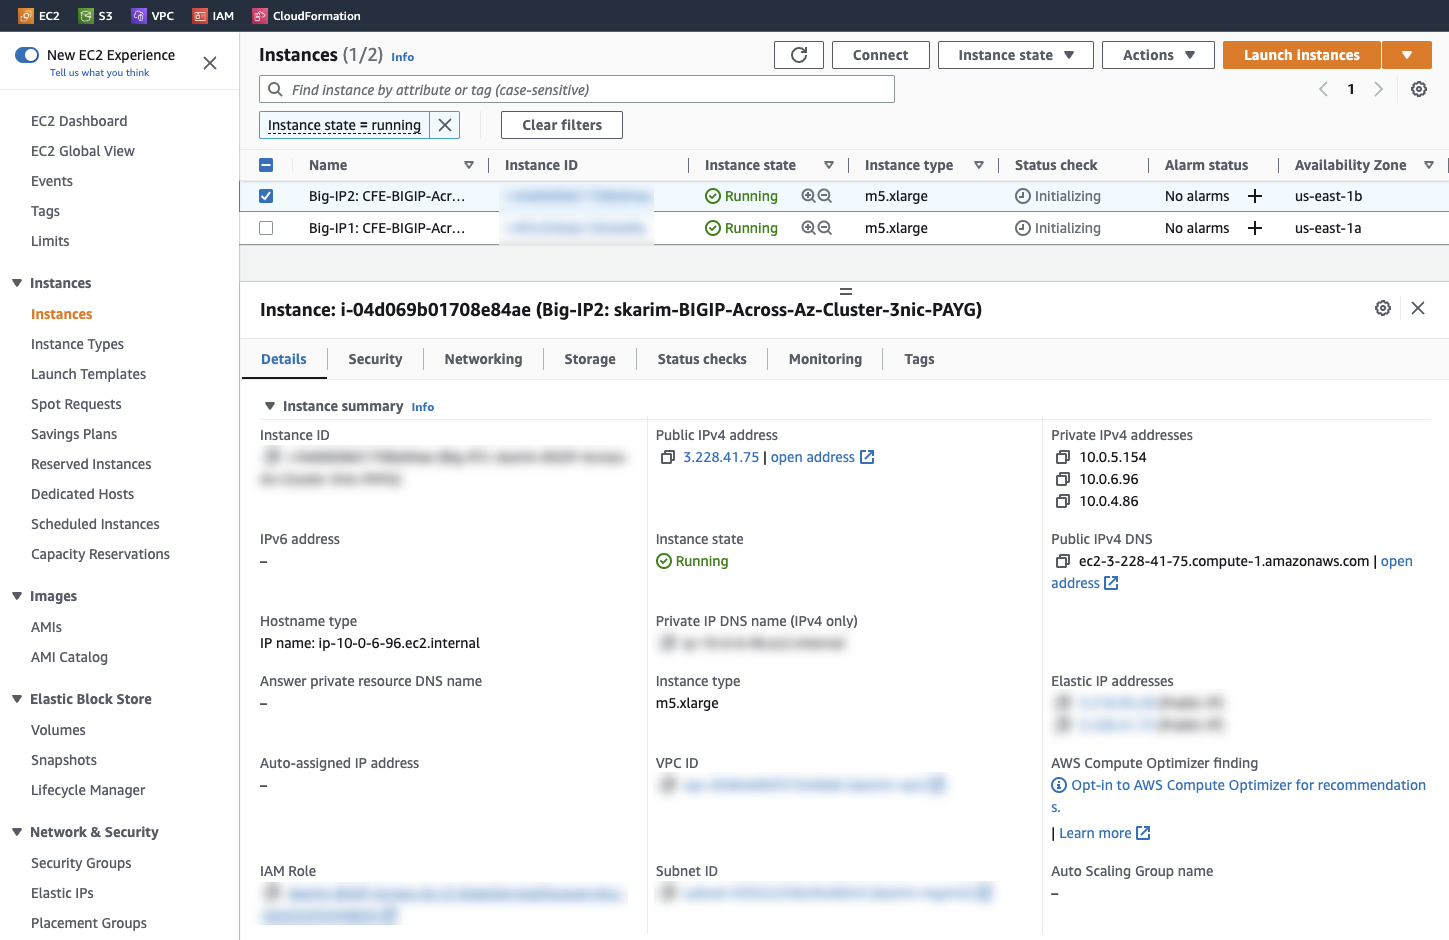 EC2 S3 VPC IAM CloudFormation
New EC2 Experience
Tell us what you think
EC2 Dashboard
EC2 Global View
Events
Tags
Limits
Instances
Instances
Instance Types
Launch Templates
Spot Requests
Savings Plans
Reserved Instances
Dedicated Hosts
Scheduled Instances
Capacity Reservations
Images
AMIs
AMI Catalog
Elastic Block Store
Volumes
Snapshots
Lifecycle Manager
Network & Security
Security Groups
Elastic IPs
Placement Groups
Instances (1/2) Info
Connect Instance state Actions Launch instances
Find instance by attribute or tag (case-sensitive)
1
Instance state = running Clear filters
Name Instance ID Instance state Instance type Status check Alarm status Availability Zone
Big-IP2: CFE-BIGIP-Acr... Running m5.xlarge Initializing No alarms + us-east-1b
Big-IP1: CFE-BIGIP-Acr... Running m5.xlarge Initializing No alarms + us-east-1a
Instance: i-04d069b01708e84ae (Big-IP2: skarim-BIGIP-Across-Az-Cluster-3nic-PAYG)
Details Security Networking Storage Status checks Monitoring Tags
Instance summary Info
Instance ID
Public IPv4 address
3.228.41.75 | open address
Private IPv4 addresses
10.0.5.154
10.0.6.96
10.0.4.86
IPv6 address
–
Instance state
Running
Public IPv4 DNS
ec2-3-228-41-75.compute-1.amazonaws.com | open
address
Hostname type
IP name: ip-10-0-6-96.ec2.internal
Private IP DNS name (IPv4 only)
Answer private resource DNS name
–
Instance type
m5.xlarge
Elastic IP addresses
Auto-assigned IP address
–
VPC ID
AWS Compute Optimizer finding
Opt-in to AWS Compute Optimizer for recommendation
s.
| Learn more
IAM Role
Subnet ID
Auto Scaling Group name
–